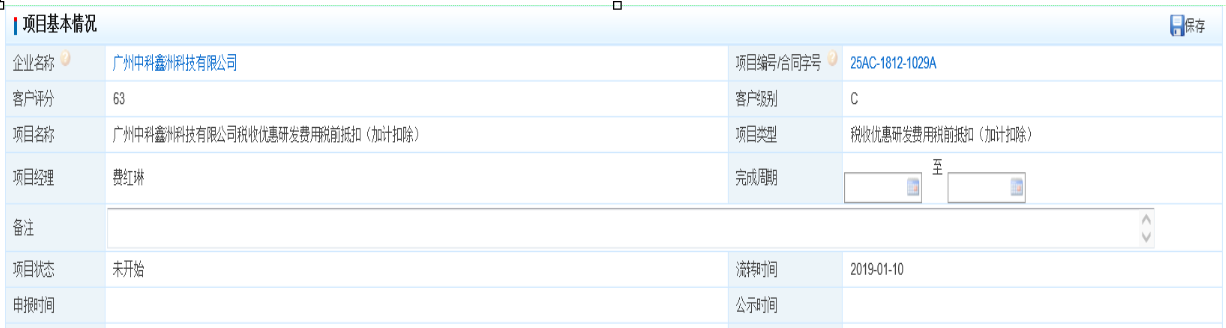 项目基本情况 保存
企业名称 广州中科鑫洲科技有限公司 项目编号/合同字号 25AC-1812-1029A
客户评分 63 客户级别 C
项目名称 广州中科鑫洲科技有限公司税收优惠研发费用税前抵扣（加计扣除） 项目类型 税收优惠研发费用税前抵扣（加计扣除）
项目经理 费红琳 完成周期 至
备注
项目状态 未开始 流转时间 2019-01-10
申报时间 公示时间